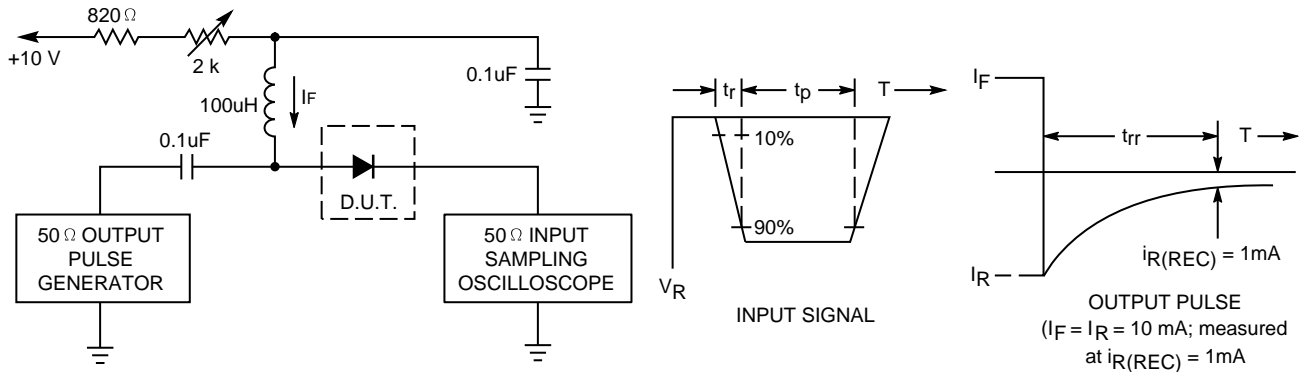 820 Ω
+10 V
2 k
100uH
IF
0.1uF
0.1uF
D.U.T.
50 Ω OUTPUT
PULSE
GENERATOR
50 Ω INPUT
SAMPLING
OSCILLOSCOPE
tr
tp
T
10%
90%
VR
INPUT SIGNAL
IF
trr
T
IR
iR(REC) = 1mA
OUTPUT PULSE
(IF = IR = 10 mA; measured
at iR(REC) = 1mA